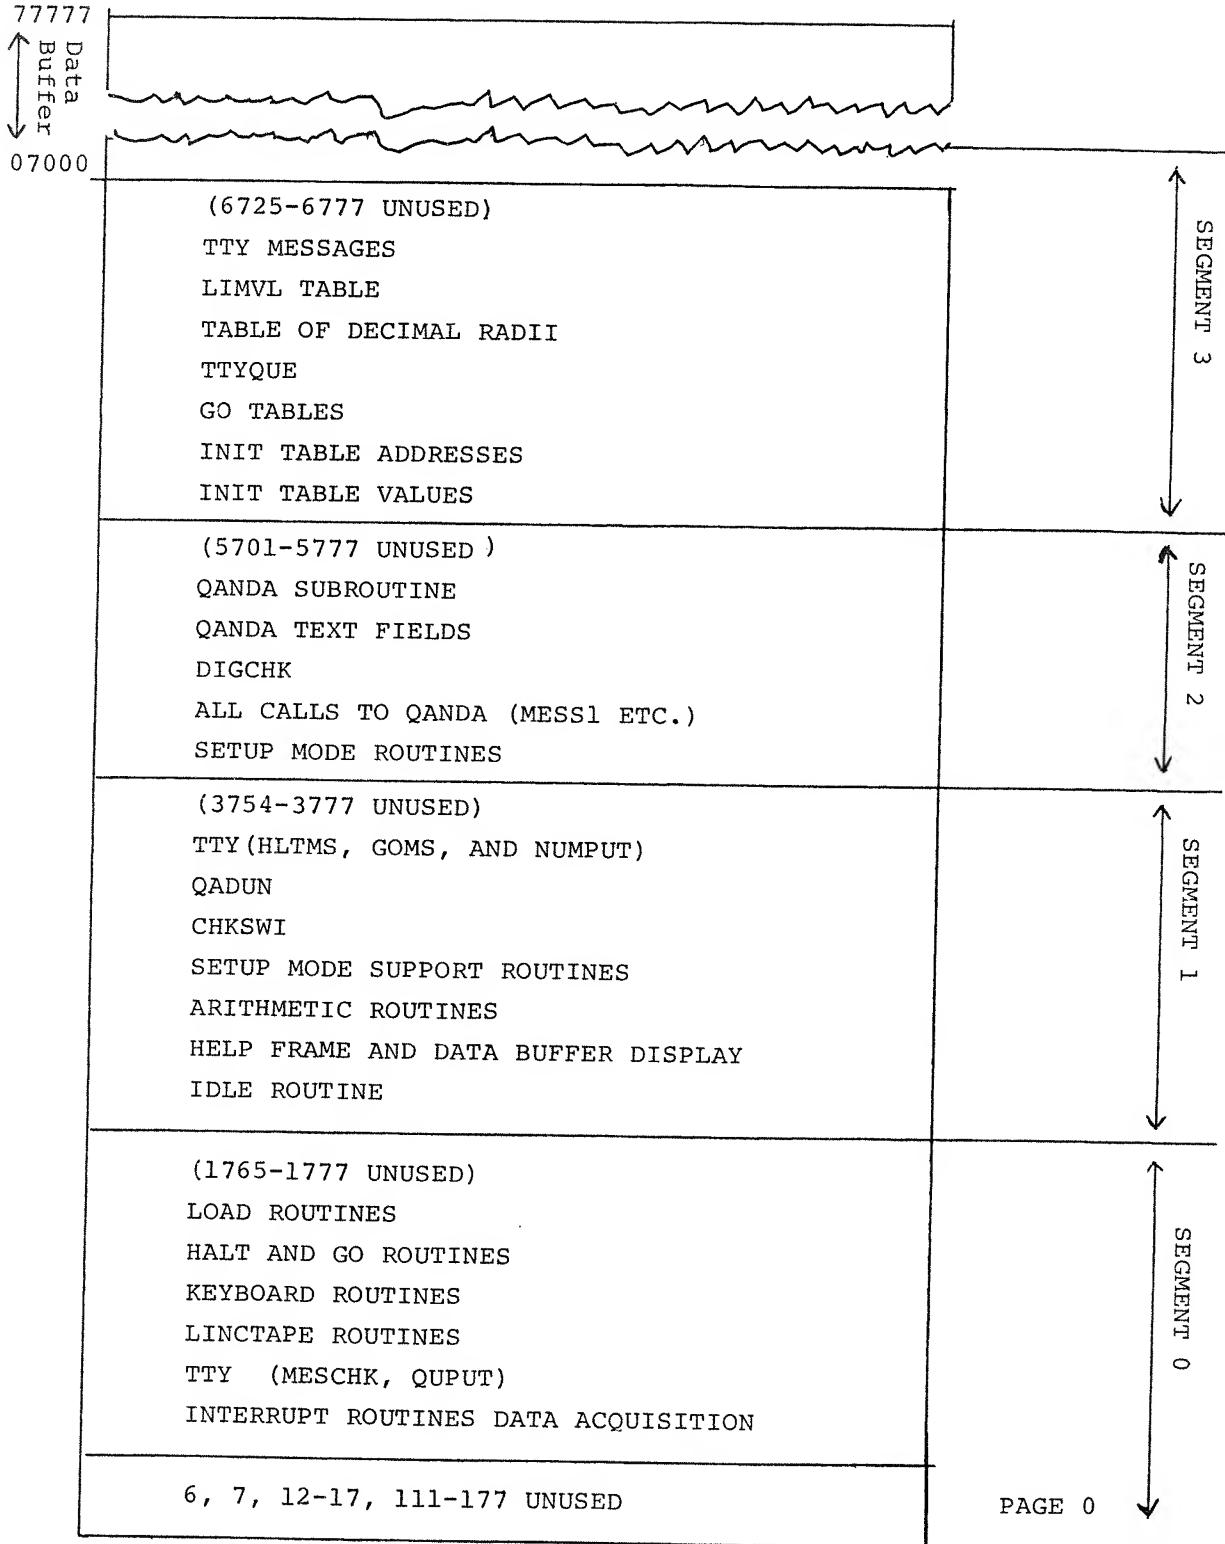 77777
Data
Buffer
07000
(6725-6777 UNUSED)
TTY MESSAGES
LIMVL TABLE
TABLE OF DECIMAL RADII
TTYQUE
GO TABLES
INIT TABLE ADDRESSES
INIT TABLE VALUES
SEGMENT 3
(5701-5777 UNUSED )
QANDA SUBROUTINE
QANDA TEXT FIELDS
DIGCHK
ALL CALLS TO QANDA (MESS1 ETC.)
SETUP MODE ROUTINES
SEGMENT 2
(3754-3777 UNUSED)
TTY(HLTMS, GOMS, AND NUMPUT)
QADUN
CHKSWI
SETUP MODE SUPPORT ROUTINES
ARITHMETIC ROUTINES
HELP FRAME AND DATA BUFFER DISPLAY
IDLE ROUTINE
SEGMENT 1
(1765-1777 UNUSED)
LOAD ROUTINES
HALT AND GO ROUTINES
KEYBOARD ROUTINES
LINCTAPE ROUTINES
TTY (MESCHK, QUPUT)
INTERRUPT ROUTINES DATA ACQUISITION
SEGMENT 0
6, 7, 12-17, 111-177 UNUSED
PAGE 0